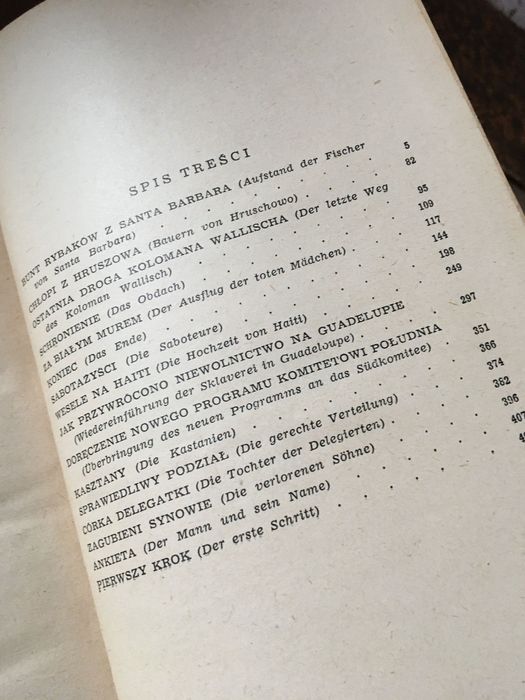 SPIS TREŚCI
BUNT RYBAKÓW Z SANTA BARBARA (Aufstand der Fischer
von Santa Barbara) . . . . . . . . 5
CHŁOPI Z HRUSZOWA (Bauern von Hruschowo) . . . . 82
OSTATNIA DROGA KOLOMANA WALLISCHA (Der letzte Weg
des Koloman Wallisch) . . . . . . . . 95
SCHRONIENIE (Das Obdach) . . . . . . . . 109
ZA BIAŁYM MUREM (Der Ausflug der toten Mädchen) . . . 117
KONIEC (Das Ende) . . . . . . . . 144
SABOTAŻYŚCI (Die Saboteure) . . . . . . . . 198
WESELE NA HAITI (Die Hochzeit von Haiti) . . . . . . 249
JAK PRZYWRÓCONO NIEWOLNICTWO NA GUADELUPIE
(Wiedereinführung der Sklaverei in Guadeloupe) . . . . 297
DORĘCZENIE NOWEGO PROGRAMU KOMITETOWI POŁUDNIA
(Überbringung des neuen Programms an das Südkomitee) . . 351
KASZTANY (Die Kastanien) . . . . . . . . 366
SPRAWIEDLIWY PODZIAŁ (Die gerechte Verteilung) . . . . 374
CÓRKA DELEGATKI (Die Tochter der Delegierten) . . . . 362
ZAGUBIENI SYNOWIE (Die verlorenen Söhne) . . . . . 396
ANKIETA (Der Mann und sein Name) . . . . . . 407
PIERWSZY KROK (Der erste Schritt) . . . . . .